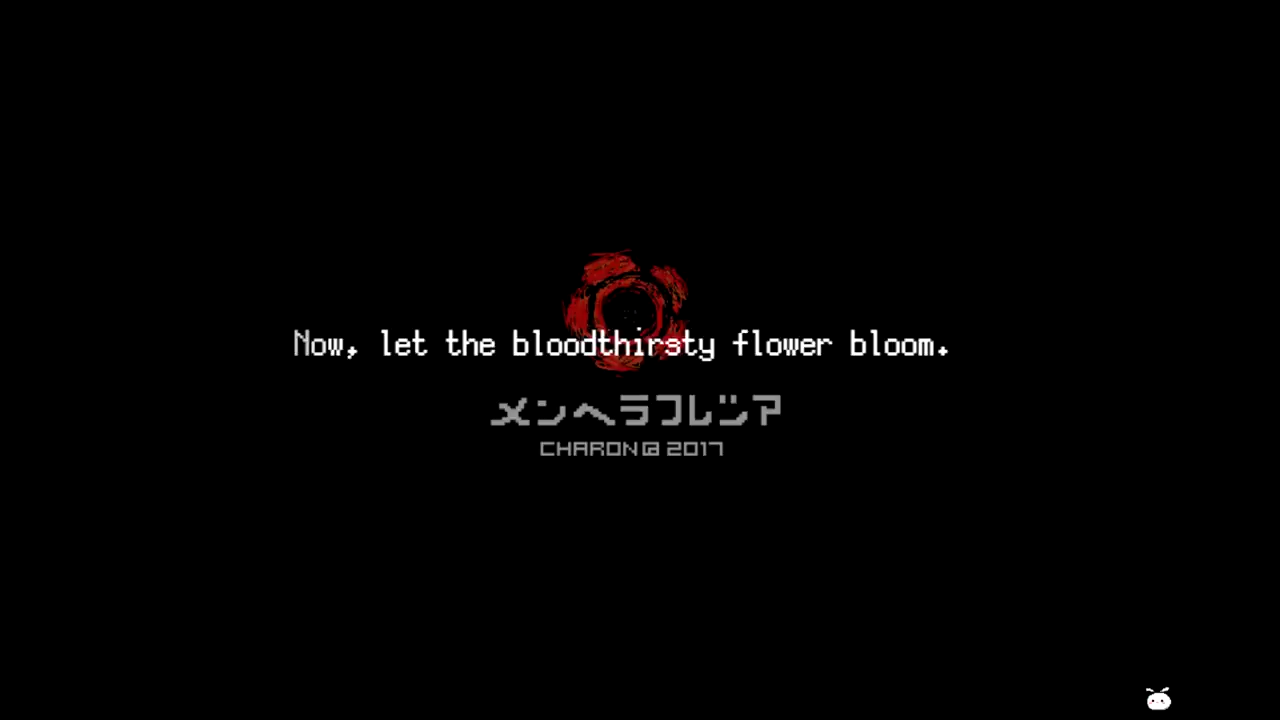 Now, let the bloodthirsty flower bloom.
メンヘラフレシア
CHARON@ 2017